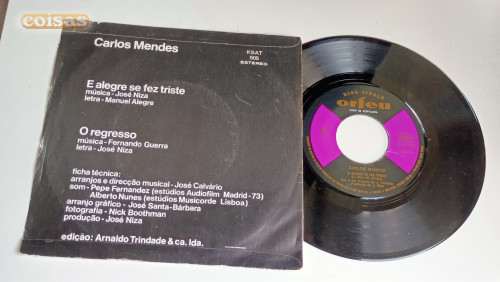 coisas
Carlos Mendes
KSAT
505
ESTEREO
E alegre se fez triste
música - José Niza
letra - Manuel Alegre
O regresso
música - Fernando Guerra
letra - José Niza
ficha técnica:
arranjos e direcção musical - José Calvário
som - Pepe Fernandez (estúdios Audiofilm Madrid - 73)
Alberto Nunes (estúdios Musicorde Lisboa)
arranjo gráfico - José Santa-Bárbara
fotografia - Nick Boothman
produção - José Niza
edição: Arnaldo Trindade & ca. lda.
orfeu
CARLOS MENDES